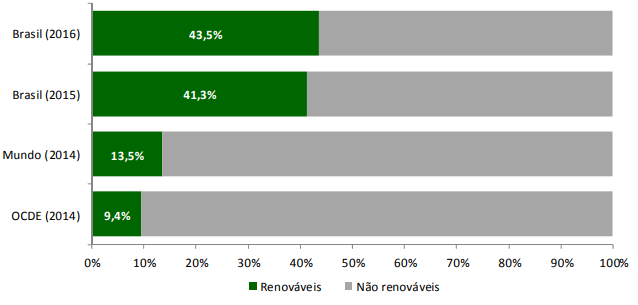 Brasil (2016)
43,5%
Brasil (2015)
41,3%
Mundo (2014)
13,5%
OCDE (2014)
9,4%
0% 10% 20% 30% 40% 50% 60% 70% 80% 90% 100%
Renováveis Não renováveis